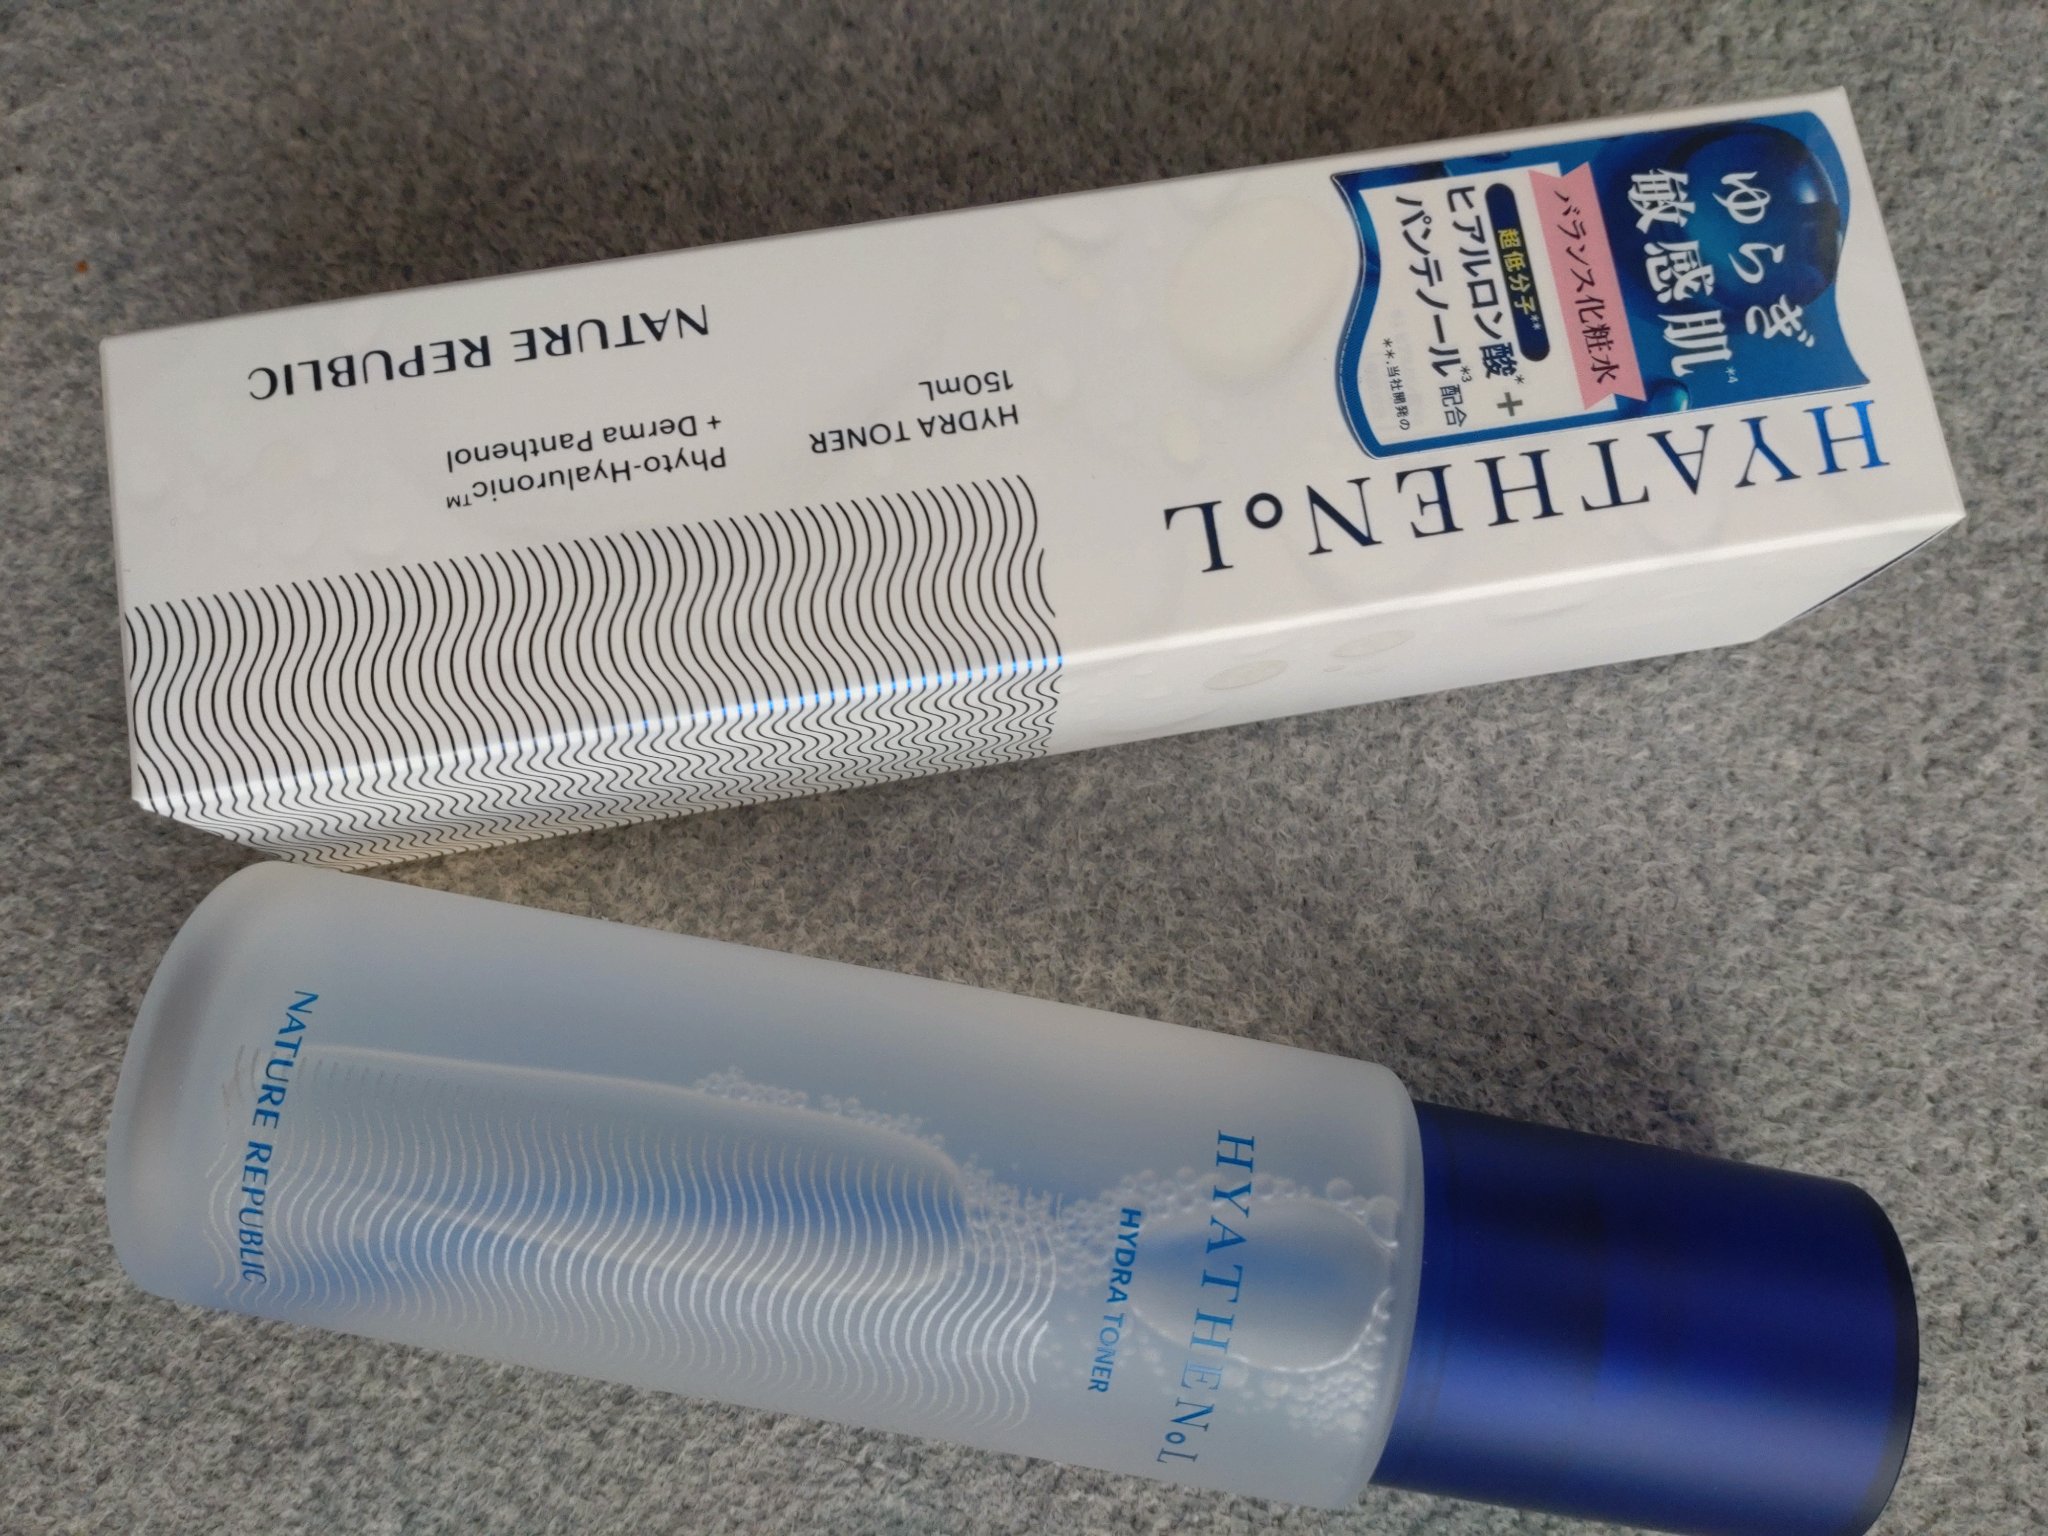 ゆらぎ
敏感肌*4
バランス化粧水
超低分子**
ヒアルロン酸*+
パンテノール*3配合
**.当社開発の
HYATHENoL
HYDRA TONER
150mL
Phyto-Hyaluronic™
+ Derma Panthenol
NATURE REPUBLIC
HYATHENoL
HYDRA TONER
NATURE REPUBLIC